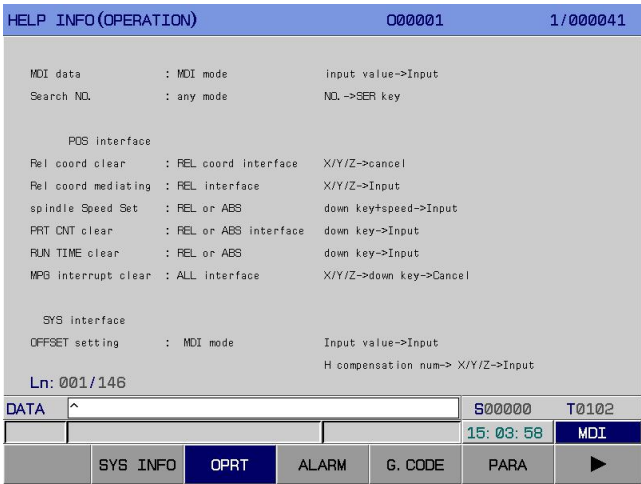 HELP INFO(OPERATION) O00001 1/000041
MDI data : MDI mode input value->Input
Search NO. : any mode NO.->SER key
POS interface
Rel coord clear : REL coord interface X/Y/Z->cancel
Rel coord mediating : REL interface X/Y/Z->Input
spindle Speed Set : REL or ABS down key+speed->Input
PRT CNT clear : REL or ABS interface down key->Input
RUN TIME clear : REL or ABS down key->Input
MPG interrupt clear : ALL interface X/Y/Z->down key->Cancel
SYS interface
OFFSET setting : MDI mode Input value->Input
H compensation num-> X/Y/Z->Input
Ln: 001/146
DATA ^ S00000 T0102
15: 03: 58 MDI
SYS INFO OPRT ALARM G. CODE PARA ▶